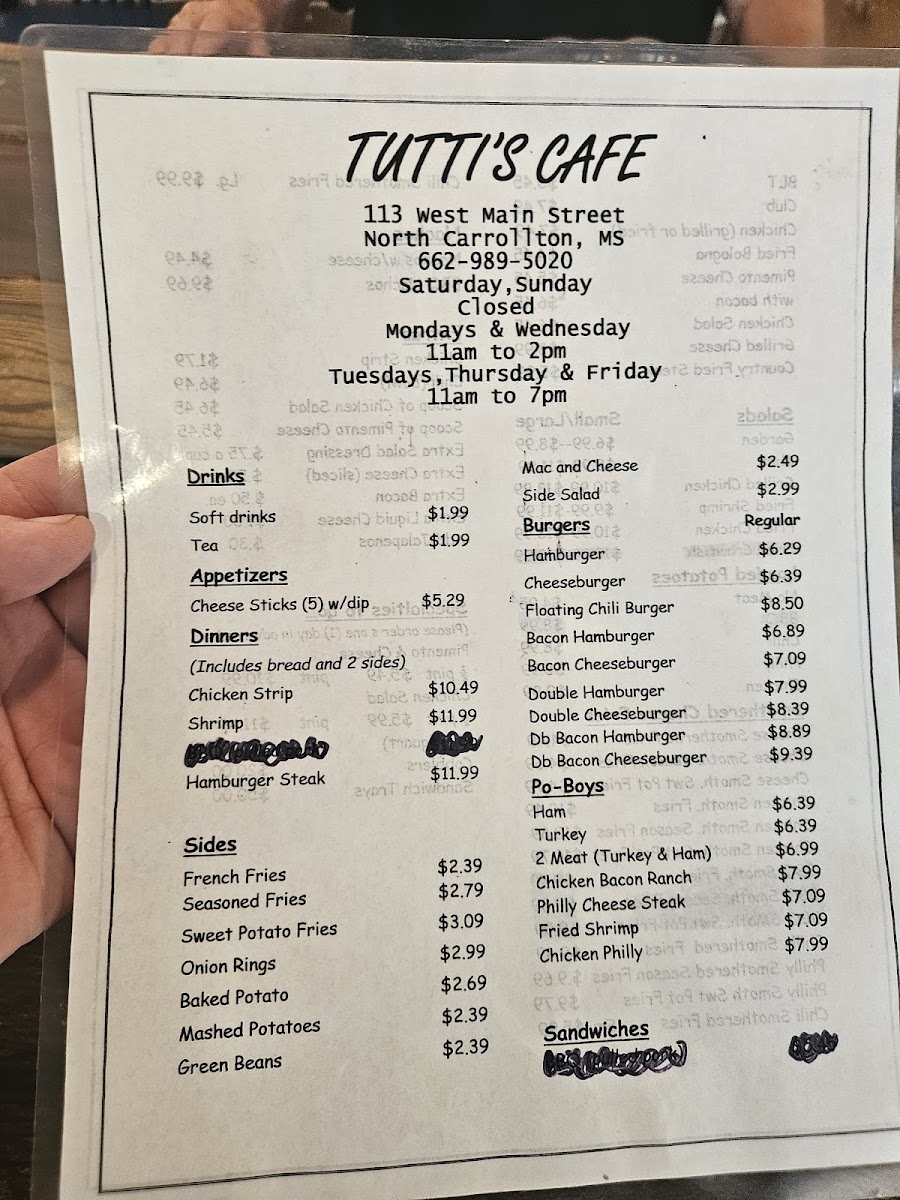 TUTTI'S CAFE
113 West Main Street
North Carrollton, MS
662-989-5020
Saturday,Sunday
Closed
Mondays & Wednesday
11am to 2pm
Tuesdays,Thursday & Friday
11am to 7pm
Drinks
Soft drinks $1.99
Tea $1.99
Appetizers
Cheese Sticks (5) w/dip $5.29
Dinners
(Includes bread and 2 sides)
Chicken Strip $10.49
Shrimp $11.99
Hamburger Steak $11.99
Sides
French Fries $2.39
Seasoned Fries $2.79
Sweet Potato Fries $3.09
Onion Rings $2.99
Baked Potato $2.69
Mashed Potatoes $2.39
Green Beans $2.39
Mac and Cheese $2.49
Side Salad $2.99
Burgers Regular
Hamburger $6.29
Cheeseburger $6.39
Floating Chili Burger $8.50
Bacon Hamburger $6.89
Bacon Cheeseburger $7.09
Double Hamburger $7.99
Double Cheeseburger $8.39
Db Bacon Hamburger $8.89
Db Bacon Cheeseburger $9.39
Po-Boys
Ham $6.39
Turkey $6.39
2 Meat (Turkey & Ham) $6.99
Chicken Bacon Ranch $7.99
Philly Cheese Steak $7.09
Fried Shrimp $7.09
Chicken Philly $7.99
Sandwiches